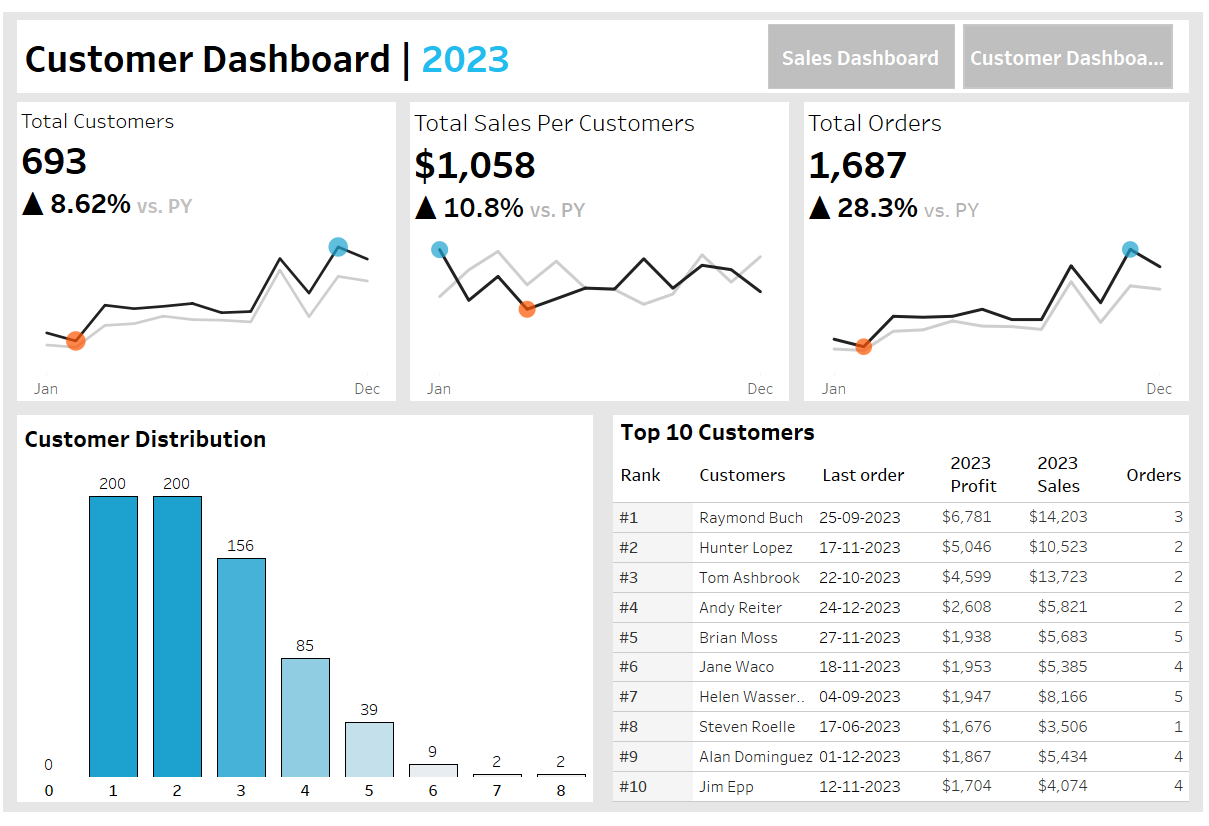 Customer Dashboard | 2023
Sales Dashboard
Customer Dashboa...
Total Customers
693
▲ 8.62% vs. PY
Jan Dec
Total Sales Per Customers
$1,058
▲ 10.8% vs. PY
Jan Dec
Total Orders
1,687
▲ 28.3% vs. PY
Jan Dec
Customer Distribution
0 200 200 156 85 39 9 2 2
0 1 2 3 4 5 6 7 8
Top 10 Customers
Rank Customers Last order 2023 Profit 2023 Sales Orders
#1 Raymond Buch 25-09-2023 $6,781 $14,203 3
#2 Hunter Lopez 17-11-2023 $5,046 $10,523 2
#3 Tom Ashbrook 22-10-2023 $4,599 $13,723 2
#4 Andy Reiter 24-12-2023 $2,608 $5,821 2
#5 Brian Moss 27-11-2023 $1,938 $5,683 5
#6 Jane Waco 18-11-2023 $1,953 $5,385 4
#7 Helen Wasser.. 04-09-2023 $1,947 $8,166 5
#8 Steven Roelle 17-06-2023 $1,676 $3,506 1
#9 Alan Dominguez 01-12-2023 $1,867 $5,434 4
#10 Jim Epp 12-11-2023 $1,704 $4,074 4